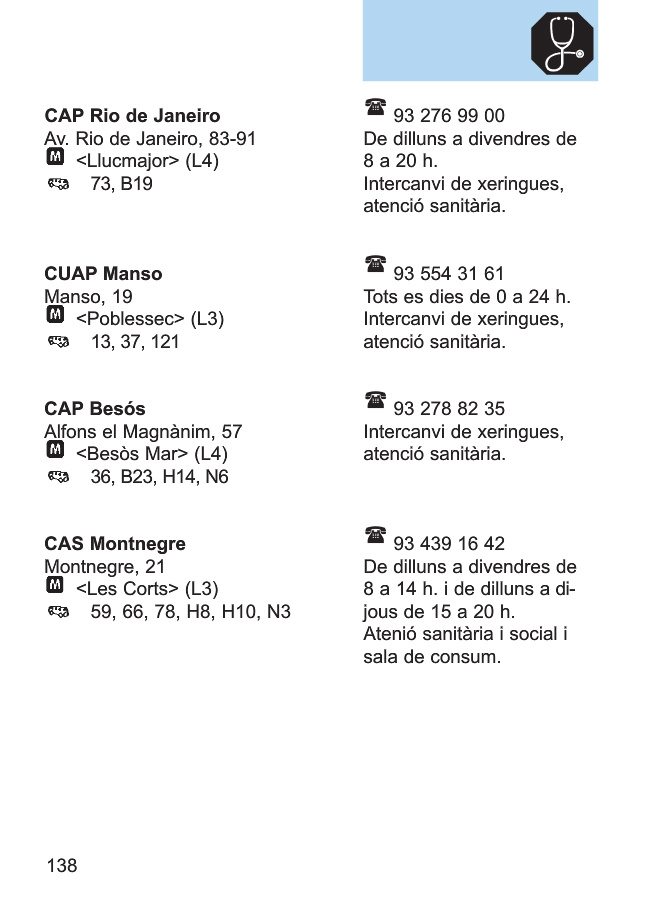 CAP Rio de Janeiro
Av. Rio de Janeiro, 83-91
M <Llucmajor> (L4)
73, B19
93 276 99 00
De dilluns a divendres de
8 a 20 h.
Intercanvi de xeringues,
atenció sanitària.
CUAP Manso
Manso, 19
M <Poblessec> (L3)
13, 37, 121
93 554 31 61
Tots es dies de 0 a 24 h.
Intercanvi de xeringues,
atenció sanitària.
CAP Besós
Alfons el Magnànim, 57
M <Besòs Mar> (L4)
36, B23, H14, N6
93 278 82 35
Intercanvi de xeringues,
atenció sanitària.
CAS Montnegre
Montnegre, 21
M <Les Corts> (L3)
59, 66, 78, H8, H10, N3
93 439 16 42
De dilluns a divendres de
8 a 14 h. i de dilluns a di-
jous de 15 a 20 h.
Atenió sanitària i social i
sala de consum.
138